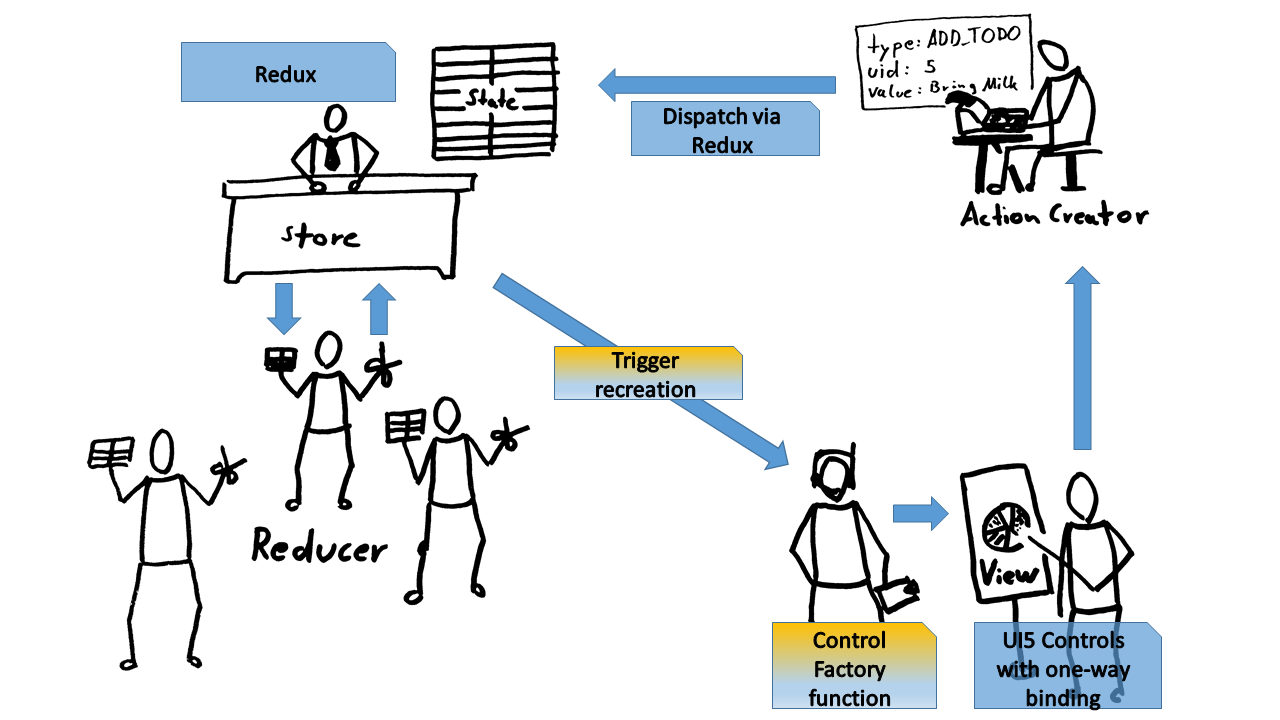 Redux
State
type: ADD_TODO
uid: 5
value: Bring Milk
Dispatch via
Redux
Action Creator
store
Trigger
recreation
Reducer
View
Control
Factory
function
UI5 Controls
with one-way
binding